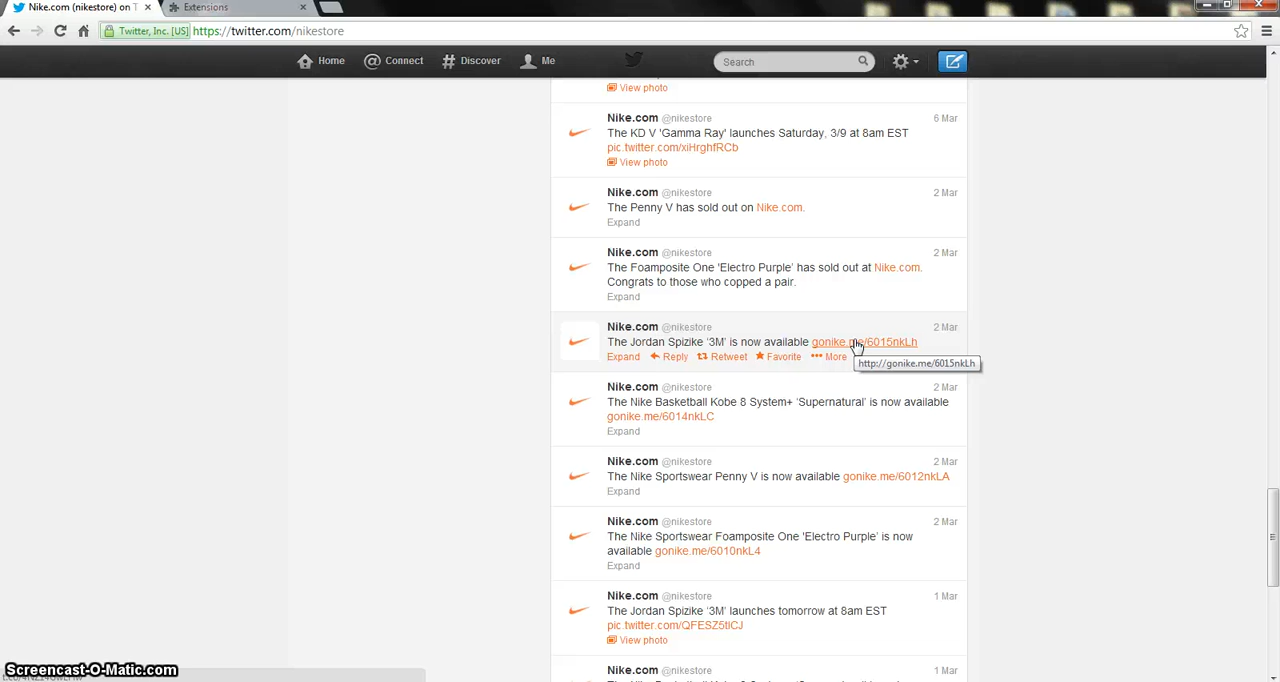 Nike.com (nikestore) on T
Extensions
Twitter, Inc. [US]
https://twitter.com/nikestore
Home
Connect
Discover
Me
Search
View photo
Nike.com @nikestore 6 Mar
The KD V 'Gamma Ray' launches Saturday, 3/9 at 8am EST
pic.twitter.com/xiHrghfRCb
View photo
Nike.com @nikestore 2 Mar
The Penny V has sold out on Nike.com.
Expand
Nike.com @nikestore 2 Mar
The Foamposite One 'Electro Purple' has sold out at Nike.com.
Congrats to those who copped a pair.
Expand
Nike.com @nikestore 2 Mar
The Jordan Spizike '3M' is now available gonike.me/6015nkLh
Expand Reply Retweet Favorite More
http://gonike.me/6015nkLh
Nike.com @nikestore 2 Mar
The Nike Basketball Kobe 8 System+ 'Supernatural' is now available
gonike.me/6014nkLC
Expand
Nike.com @nikestore 2 Mar
The Nike Sportswear Penny V is now available gonike.me/6012nkLA
Expand
Nike.com @nikestore 2 Mar
The Nike Sportswear Foamposite One 'Electro Purple' is now
available gonike.me/6010nkL4
Expand
Nike.com @nikestore 1 Mar
The Jordan Spizike '3M' launches tomorrow at 8am EST
pic.twitter.com/QFESZ5tICJ
View photo
Nike.com @nikestore 1 Mar
Screencast-O-Matic.com